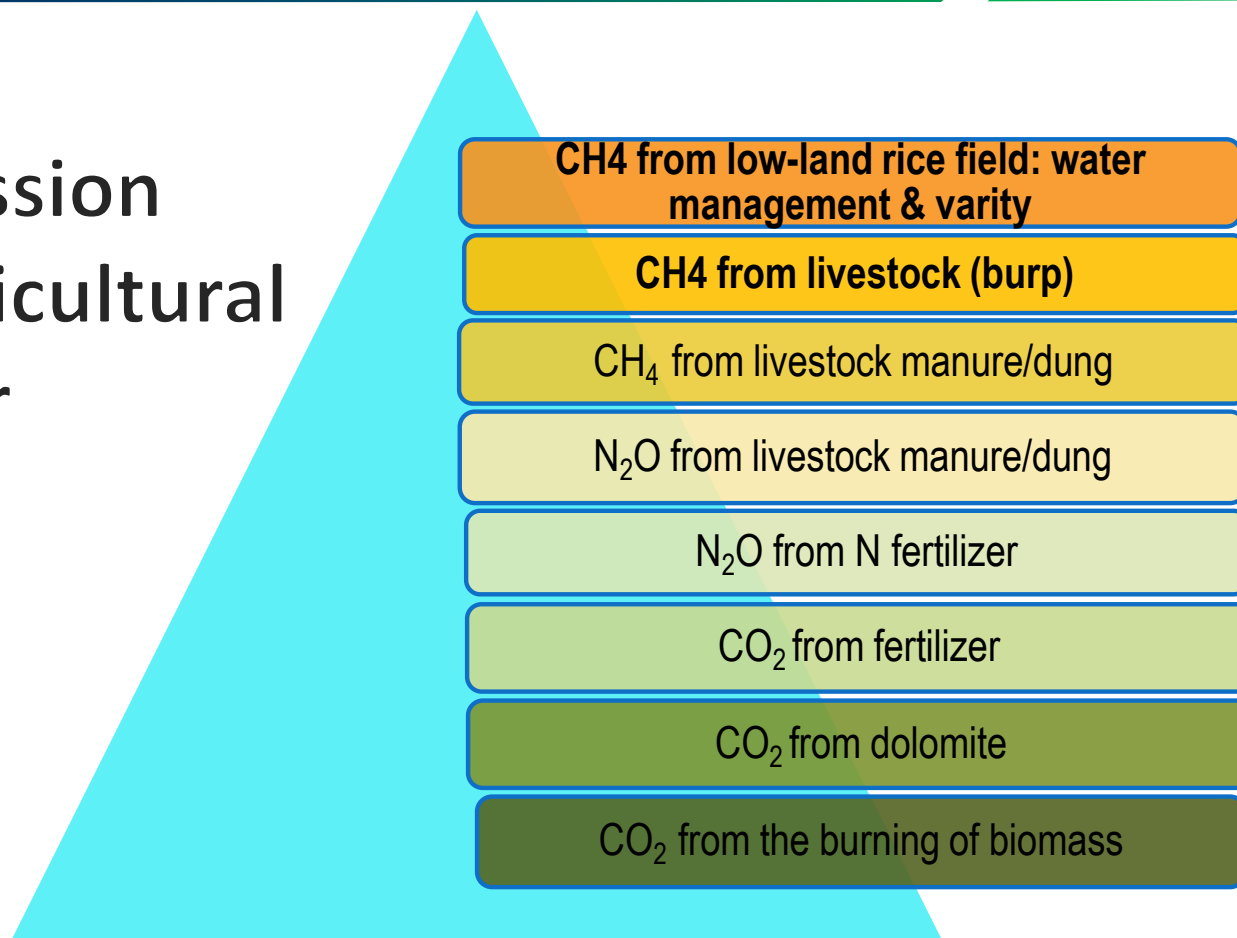 ssion
icultural
r
CH4 from low-land rice field: water
management & varity
CH4 from livestock (burp)
CH₄ from livestock manure/dung
N₂O from livestock manure/dung
N₂O from N fertilizer
CO₂ from fertilizer
CO₂ from dolomite
CO₂ from the burning of biomass